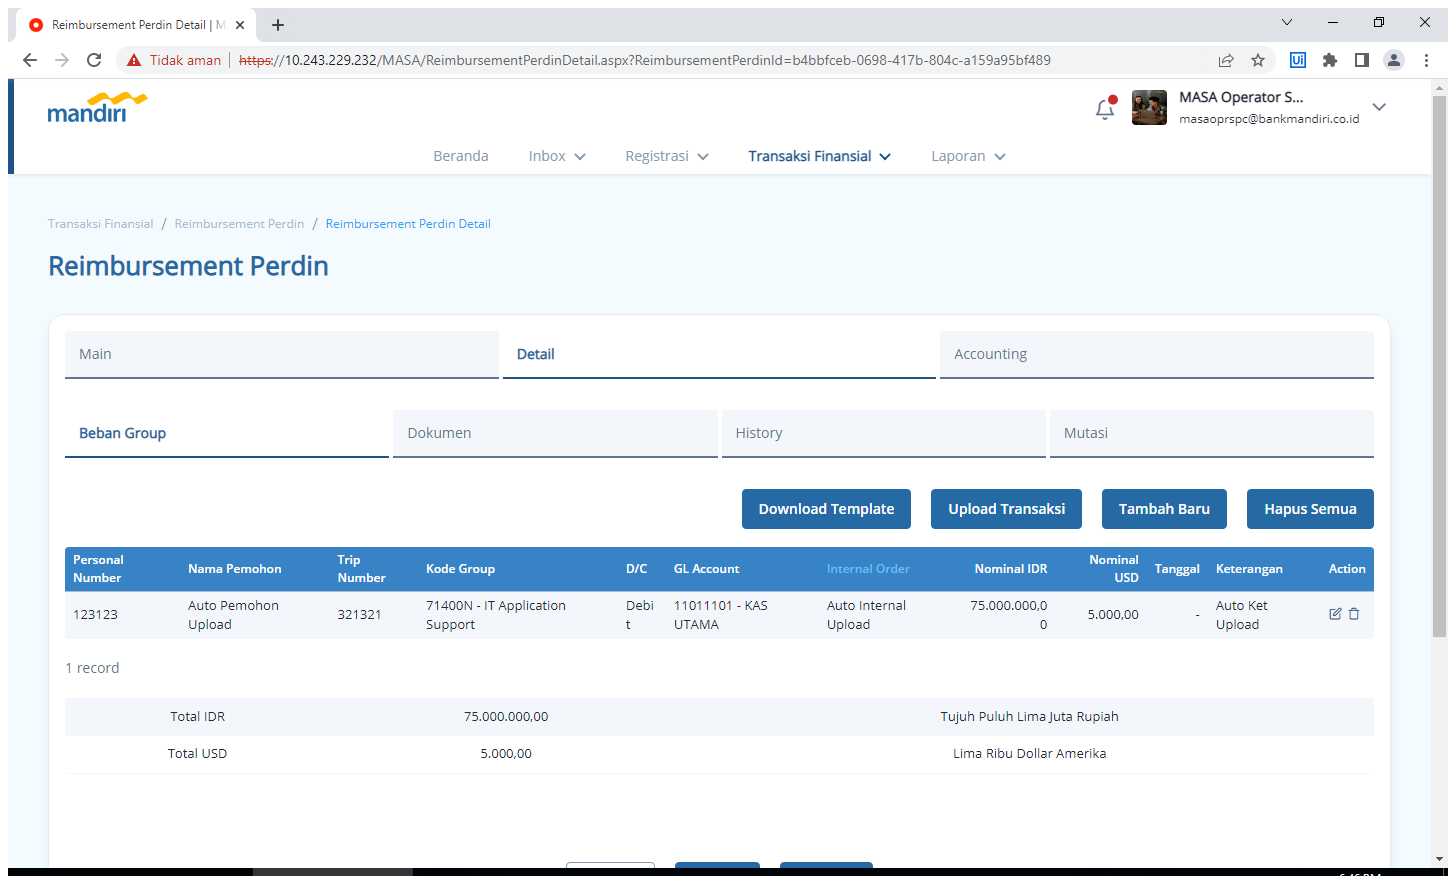 Reimbursement Perdin Detail | M
Tidak aman | https://10.243.229.232/MASA/ReimbursementPerdinDetail.aspx?ReimbursementPerdinId=b4bbfceb-0698-417b-804c-a159a95bf489
Ui
mandiri
MASA Operator S...
masaoprspc@bankmandiri.co.id
Beranda Inbox Registrasi Transaksi Finansial Laporan
Transaksi Finansial / Reimbursement Perdin / Reimbursement Perdin Detail
Reimbursement Perdin
Main Detail Accounting
Beban Group Dokumen History Mutasi
Download Template Upload Transaksi Tambah Baru Hapus Semua
Personal Number Nama Pemohon Trip Number Kode Group D/C GL Account Internal Order Nominal IDR Nominal USD Tanggal Keterangan Action
123123 Auto Pemohon Upload 321321 71400N - IT Application Support Debit 11011101 - KAS UTAMA Auto Internal Upload 75.000.000,00 5.000,00 - Auto Ket Upload
1 record
Total IDR 75.000.000,00 Tujuh Puluh Lima Juta Rupiah
Total USD 5.000,00 Lima Ribu Dollar Amerika